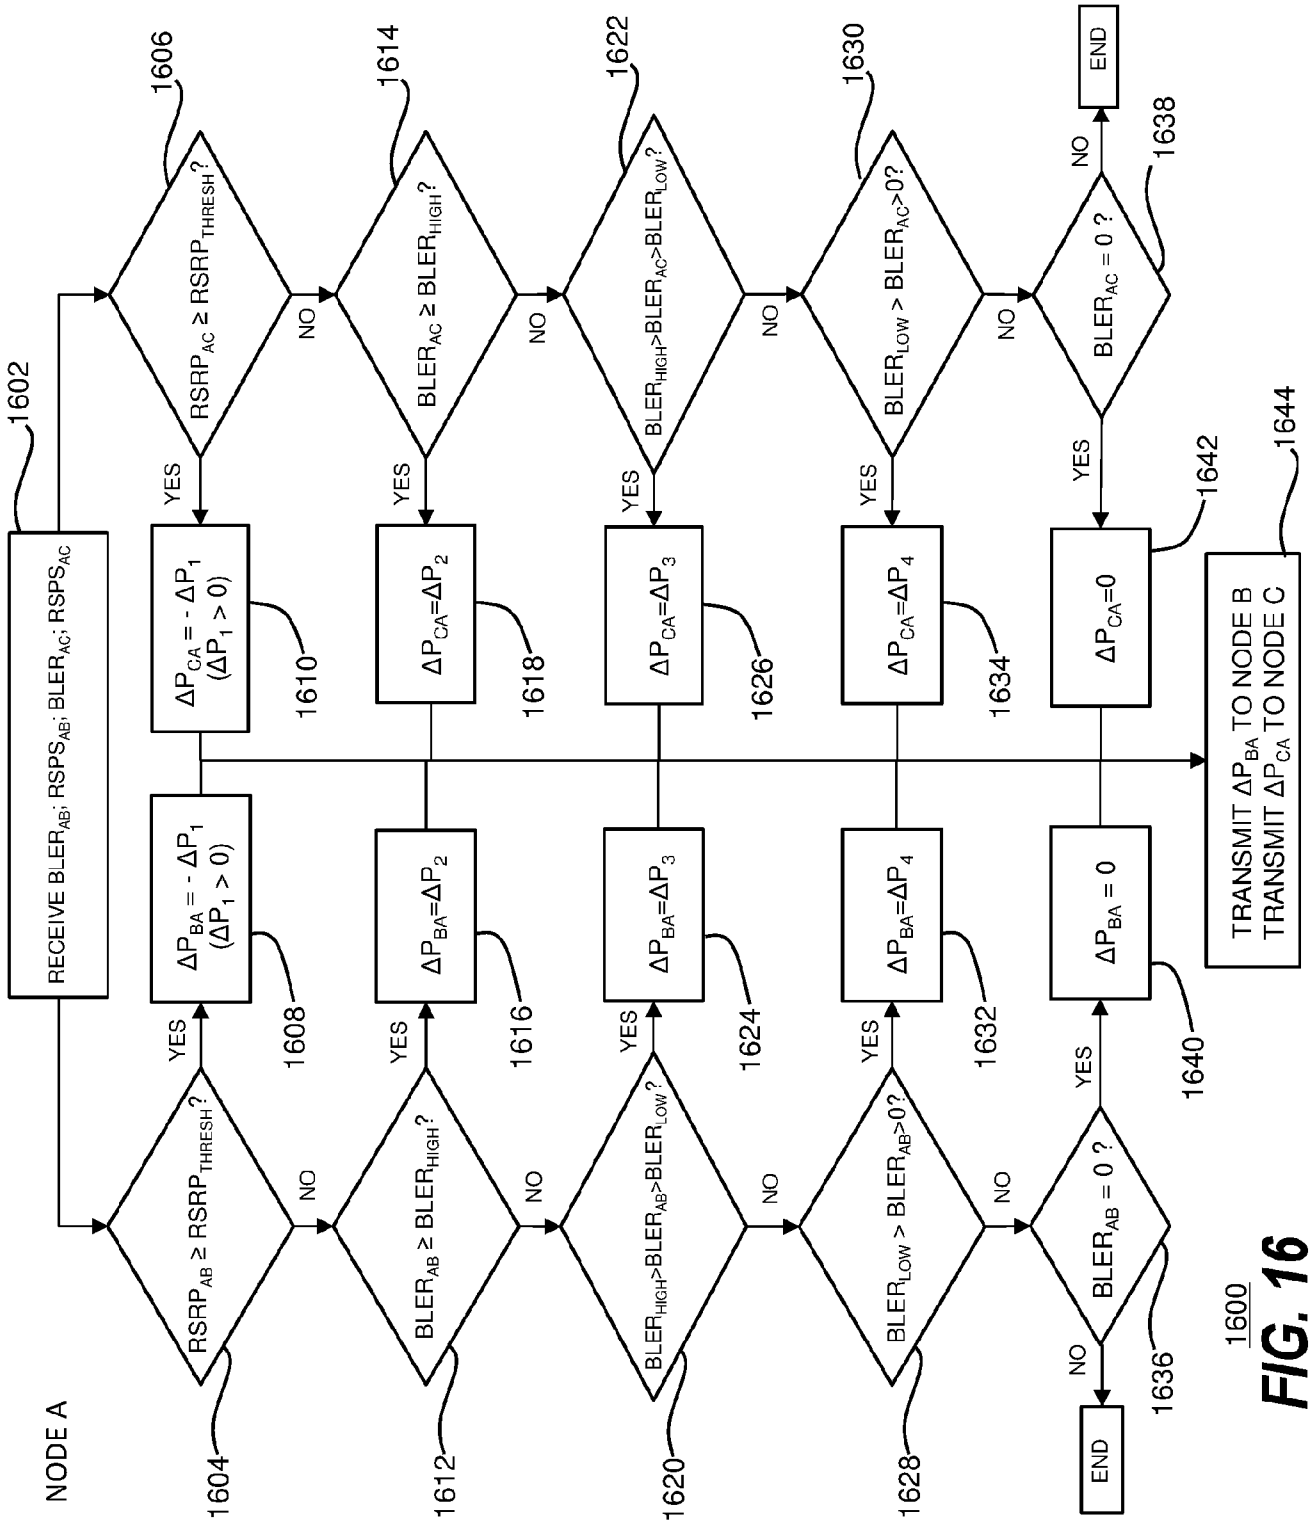 NODE A
1602
RECEIVE BLER_AB; RSPS_AB; BLER_AC; RSPS_AC
1604
RSRP_AB ≥ RSRP_THRESH?
YES
ΔP_BA = - ΔP_1
(ΔP_1 > 0)
1608
ΔP_CA = - ΔP_1
(ΔP_1 > 0)
1610
YES
RSRP_AC ≥ RSRP_THRESH?
1606
NO
NO
1612
BLER_AB ≥ BLER_HIGH?
YES
ΔP_BA=ΔP_2
1616
ΔP_CA=ΔP_2
1618
YES
BLER_AC ≥ BLER_HIGH?
1614
NO
NO
1620
BLER_HIGH>BLER_AB>BLER_LOW?
YES
ΔP_BA=ΔP_3
1624
ΔP_CA=ΔP_3
1626
YES
BLER_HIGH>BLER_AC>BLER_LOW?
1622
NO
NO
1628
BLER_LOW > BLER_AB>0?
YES
ΔP_BA=ΔP_4
1632
ΔP_CA=ΔP_4
1634
YES
BLER_LOW > BLER_AC>0?
1630
NO
NO
END
NO
BLER_AB = 0 ?
1636
YES
ΔP_BA = 0
1640
ΔP_CA=0
1642
YES
BLER_AC = 0 ?
1638
NO
END
TRANSMIT ΔP_BA TO NODE B
TRANSMIT ΔP_CA TO NODE C
1644
1600
FIG. 16